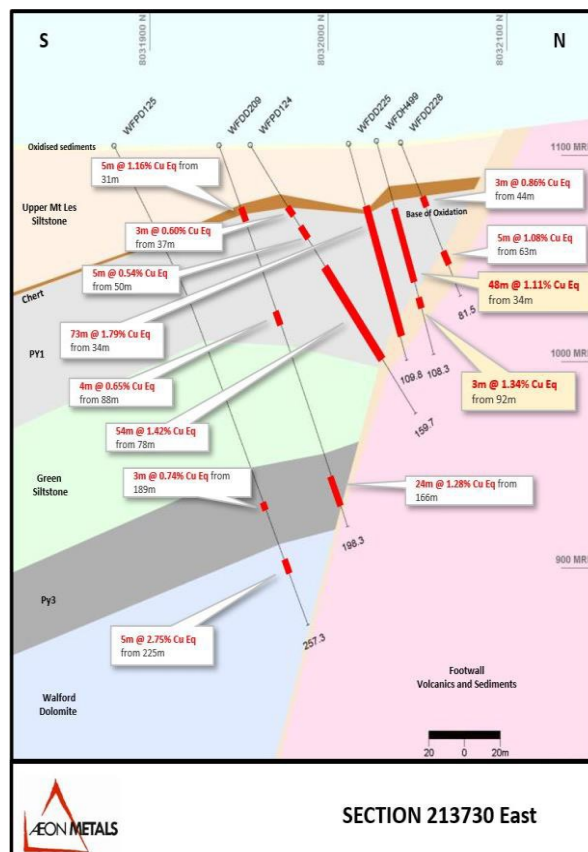 S
8031900 N
8032000 N
8032100 N
N
WFPD125
WFDD209
WFPD124
WFDD225
WFDH499
WFDD228
Oxidised sediments
1100 MRL
5m @ 1.16% Cu Eq from
31m
3m @ 0.86% Cu Eq
from 44m
Upper Mt Les
Siltstone
Base of Oxidation
3m @ 0.60% Cu Eq
from 37m
5m @ 1.08% Cu Eq
from 63m
5m @ 0.54% Cu Eq
from 50m
48m @ 1.11% Cu Eq
from 34m
Chert
81.5
73m @ 1.79% Cu Eq
from 34m
PY1
1000 MRL
109.8
108.3
4m @ 0.65% Cu Eq
from 88m
3m @ 1.34% Cu Eq
from 92m
159.7
54m @ 1.42% Cu Eq
from 78m
Green
Siltstone
3m @ 0.74% Cu Eq from
189m
24m @ 1.28% Cu Eq from
166m
198.3
900 MRL
Py3
5m @ 2.75% Cu Eq
from 225m
257.3
Walford
Dolomite
Footwall
Volcanics and Sediments
20 0 20m
ÆON METALS
SECTION 213730 East